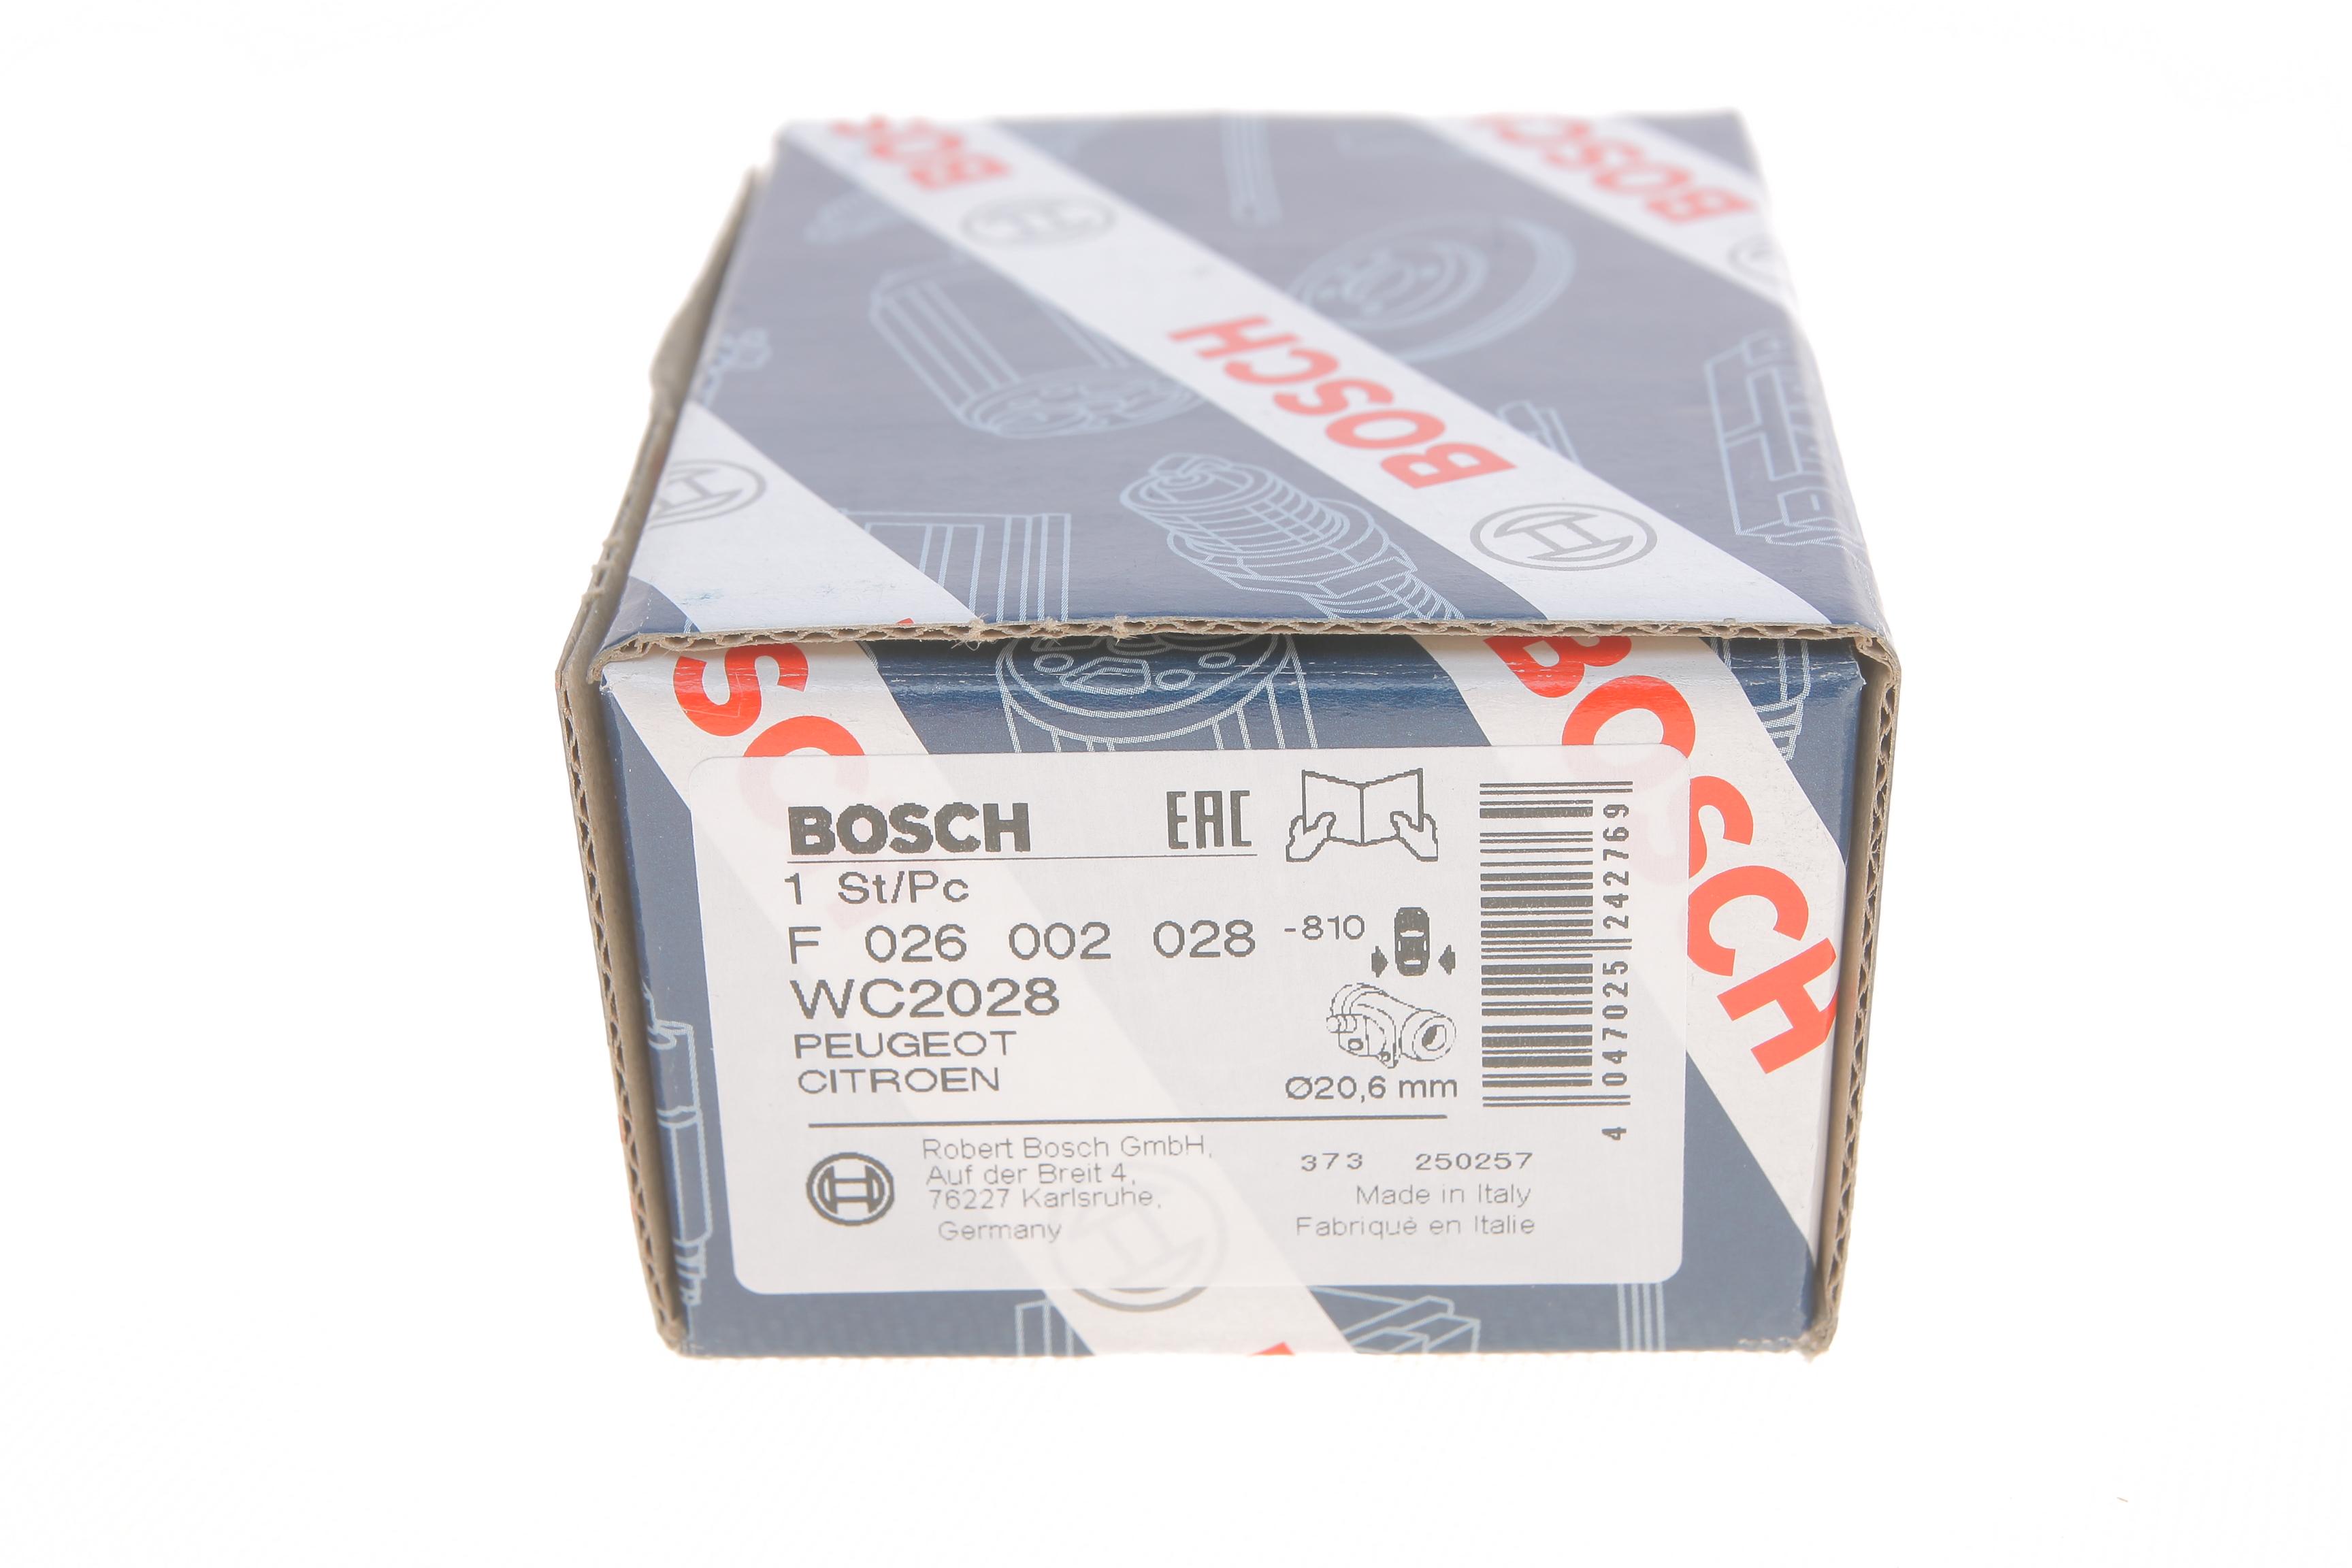 BOSCH
BOSCH
BOSCH
BOSCH
BOSCH EAC
1 St/Pc
F 026 002 028 -810
WC2028
PEUGEOT
CITROEN
Ø20,6 mm
4 047025 242769
Robert Bosch GmbH,
Auf der Breit 4,
76227 Karlsruhe,
Germany
373 250257
Made in Italy
Fabriqué en Italie